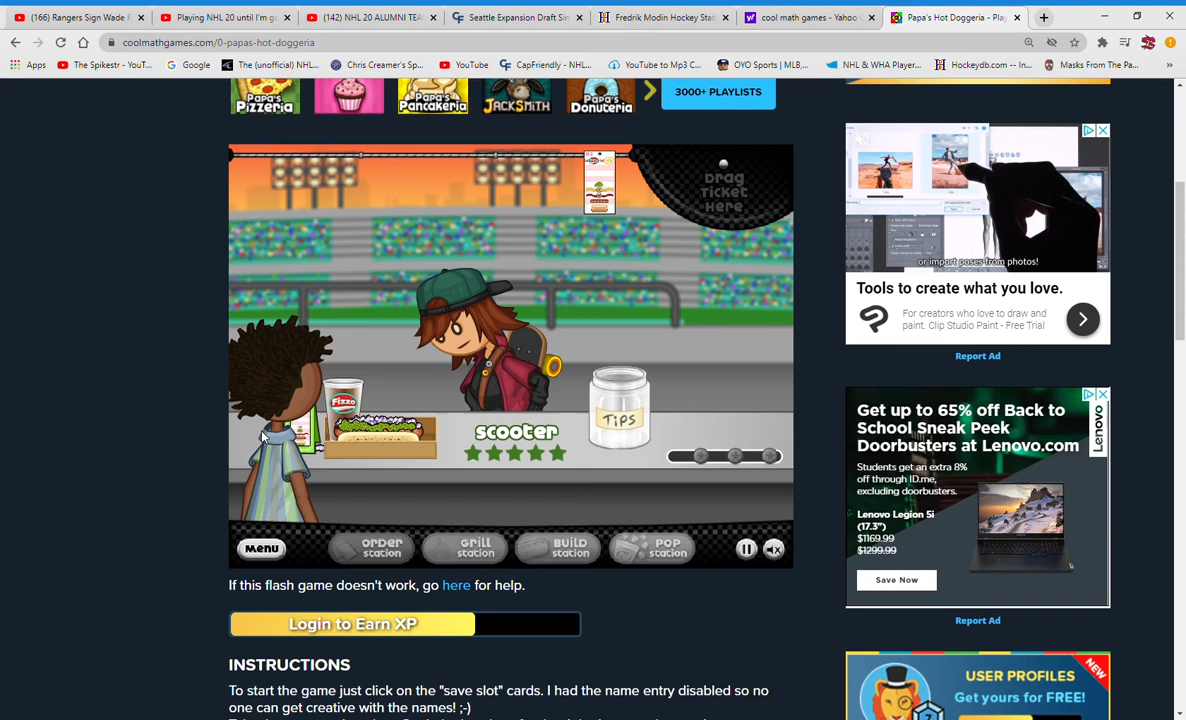 (166) Rangers Sign Wade R
Playing NHL 20 until I'm go
(142) NHL 20 ALUMNI TEA
Seattle Expansion Draft Sim
Fredrik Modin Hockey Stat
cool math games - Yahoo
Papa's Hot Doggeria - Play
coolmathgames.com/0-papas-hot-doggeria
Apps
The Spikestr - YouT...
Google
The (unofficial) NHL...
Chris Creamer's Sp...
YouTube
CapFriendly - NHL...
YouTube to Mp3 C...
OYO Sports | MLB,...
NHL & WHA Player...
Hockeydb.com -- In...
Masks From The Pa...
Papa's Pizzeria
Papa's Pancakeria
JACKSMITH
Papa's Donuteria
3000+ PLAYLISTS
DRAG TICKET HERE
Fizzo
TIPS
scooter
MENU
ORDER station
GRILL station
BUILD station
POP station
If this flash game doesn't work, go here for help.
Login to Earn XP
INSTRUCTIONS
To start the game just click on the "save slot" cards. I had the name entry disabled so no
one can get creative with the names! ;-)
or import poses from photos!
Tools to create what you love.
For creators who love to draw and
paint. Clip Studio Paint - Free Trial
Report Ad
Get up to 65% off Back to
School Sneak Peek
Doorbusters at Lenovo.com
Students get an extra 8%
off through ID.me,
excluding doorbusters.
Lenovo Legion 5i
(17.3")
$1169.99
$1299.99
Save Now
Lenovo
Report Ad
NEW
USER PROFILES
Get yours for FREE!